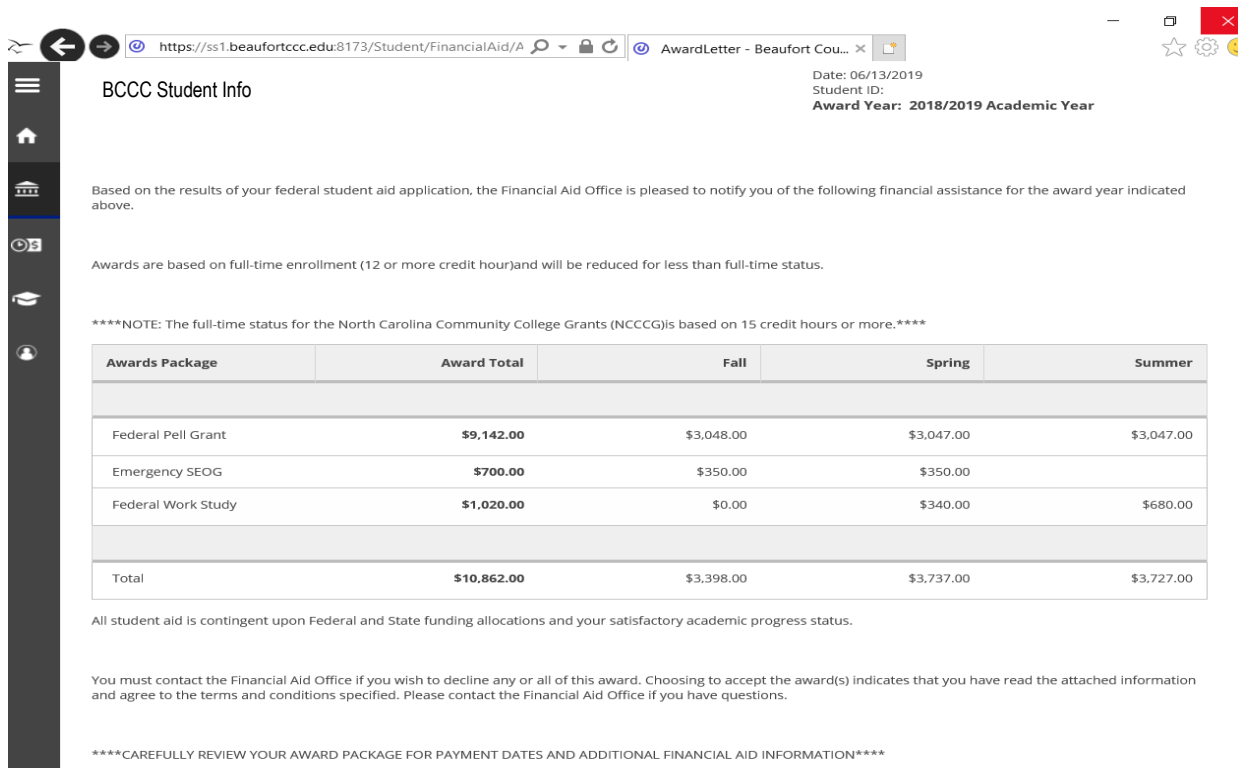 https://ss1.beaufortccc.edu:8173/Student/FinancialAid/A
AwardLetter - Beaufort Cou...
BCCC Student Info
Date: 06/13/2019
Student ID:
Award Year: 2018/2019 Academic Year
Based on the results of your federal student aid application, the Financial Aid Office is pleased to notify you of the following financial assistance for the award year indicated
above.
Awards are based on full-time enrollment (12 or more credit hour)and will be reduced for less than full-time status.
****NOTE: The full-time status for the North Carolina Community College Grants (NCCCG)is based on 15 credit hours or more.****
Awards Package Award Total Fall Spring Summer
Federal Pell Grant $9,142.00 $3,048.00 $3,047.00 $3,047.00
Emergency SEOG $700.00 $350.00 $350.00
Federal Work Study $1,020.00 $0.00 $340.00 $680.00
Total $10,862.00 $3,398.00 $3,737.00 $3,727.00
All student aid is contingent upon Federal and State funding allocations and your satisfactory academic progress status.
You must contact the Financial Aid Office if you wish to decline any or all of this award. Choosing to accept the award(s) indicates that you have read the attached information
and agree to the terms and conditions specified. Please contact the Financial Aid Office if you have questions.
****CAREFULLY REVIEW YOUR AWARD PACKAGE FOR PAYMENT DATES AND ADDITIONAL FINANCIAL AID INFORMATION****